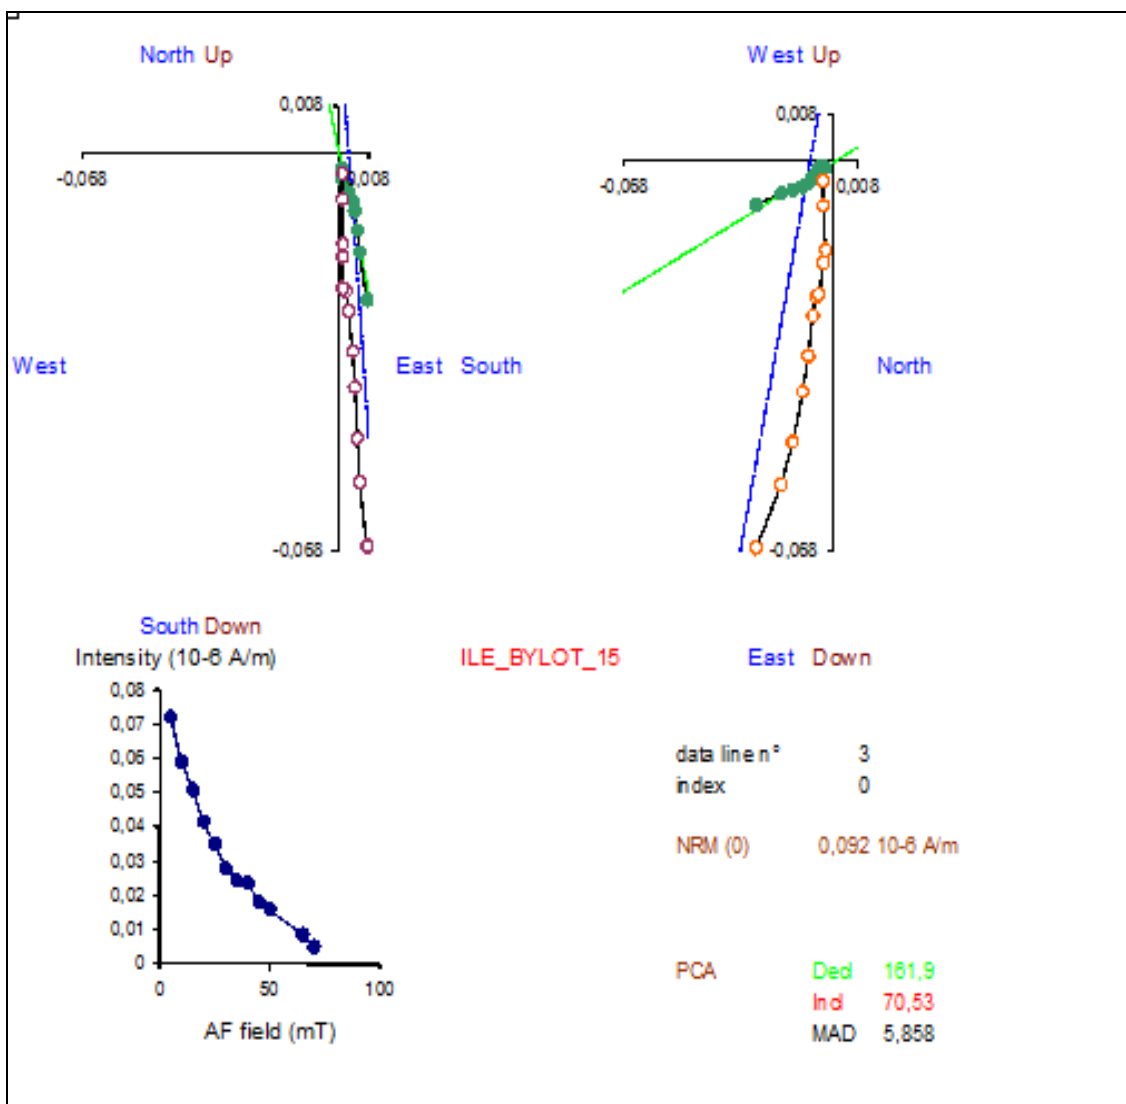 North Up
West Up
0,008
0,008
-0,068
0,008
-0,068
0,008
West
East
South
North
-0,068
-0,068
South Down
Intensity (10-6 A/m)
ILE_BYLOT_15
East Down
0,08
0,07
0,06
0,05
0,04
0,03
0,02
0,01
0
0
50
100
AF field (mT)
data line n° 3
index 0
NRM (0) 0,092 10-6 A/m
PCA Decl 161,9
Incl 70,53
MAD 5,858